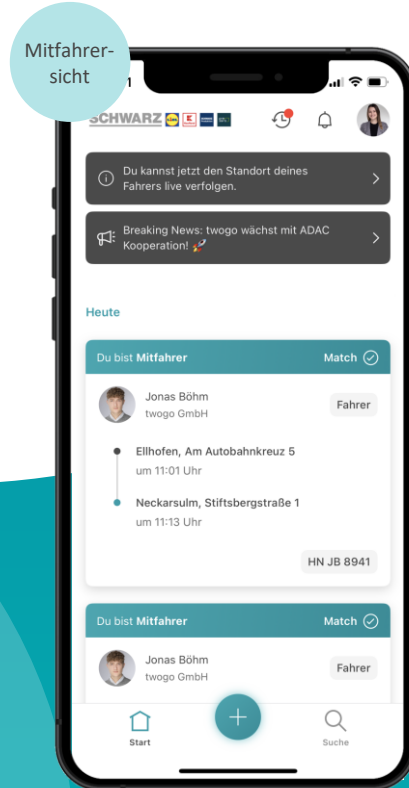 Mitfahrer-
sicht
1
SCHWARZ
Du kannst jetzt den Standort deines
Fahrers live verfolgen.
Breaking News: twogo wächst mit ADAC
Kooperation! 🚀
Heute
Du bist Mitfahrer Match
Jonas Böhm
twogo GmbH
Fahrer
Ellhofen, Am Autobahnkreuz 5
um 11:01 Uhr
Neckarsulm, Stiftsbergstraße 1
um 11:13 Uhr
HN JB 8941
Du bist Mitfahrer Match
Jonas Böhm
twogo GmbH
Fahrer
Start
Suche